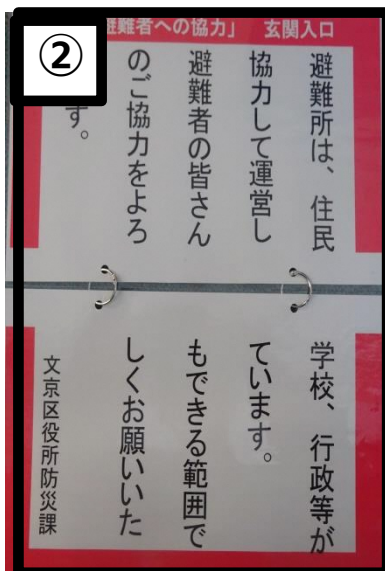 ②
避難者への協力」 玄関入口
避難所は、住民学校、行政等が
協力して運営しています。
避難者の皆さんもできる範囲で
のご協力をよろしくお願いいた
す。
文京区役所防災課